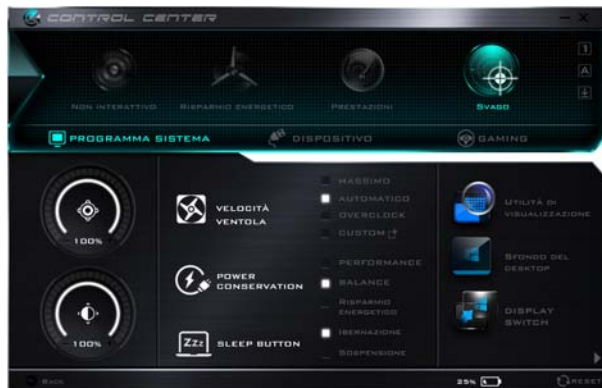 CONTROL CENTER
1
A
NON INTERATTIVO
RISPARMIO ENERGETICO
PRESTAZIONI
SVAGO
PROGRAMMA SISTEMA
DISPOSITIVO
GAMING
100%
VELOCITÀ
VENTOLA
MASSIMO
AUTOMATICO
OVERCLOCK
CUSTOM
POWER
CONSERVATION
PERFORMANCE
BALANCE
RISPARMIO
ENERGETICO
100%
Zzz
SLEEP BUTTON
IBERNAZIONE
SOSPENSIONE
UTILITÀ DI
VISUALIZZAZIONE
SFONDO DEL
DESKTOP
DISPLAY
SWITCH
BACK
25%
RESET